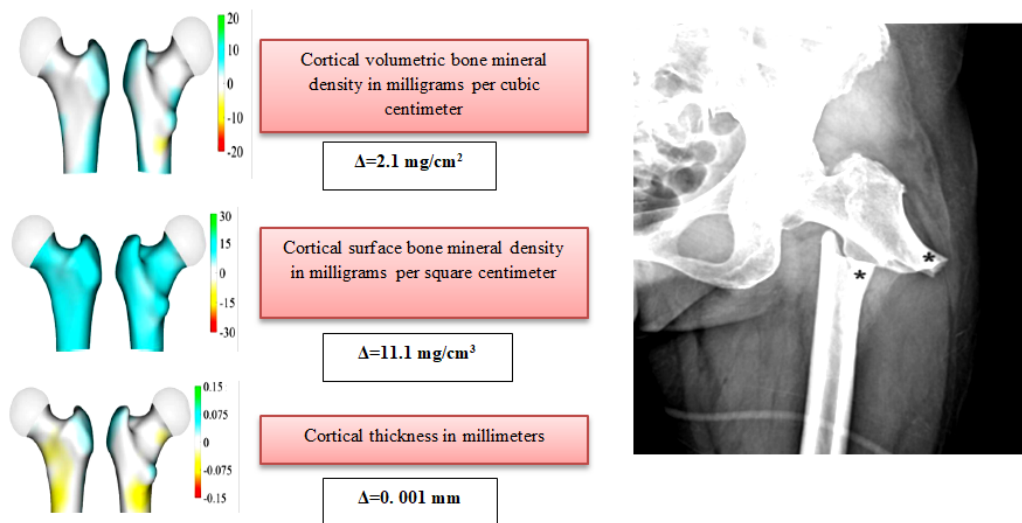 20
10
0
-10
-20
Cortical volumetric bone mineral
density in milligrams per cubic
centimeter
Δ=2.1 mg/cm²
30
15
0
-15
-30
Cortical surface bone mineral density
in milligrams per square centimeter
Δ=11.1 mg/cm³
0.15
0.075
0
-0.075
-0.15
Cortical thickness in millimeters
Δ=0. 001 mm
*
*